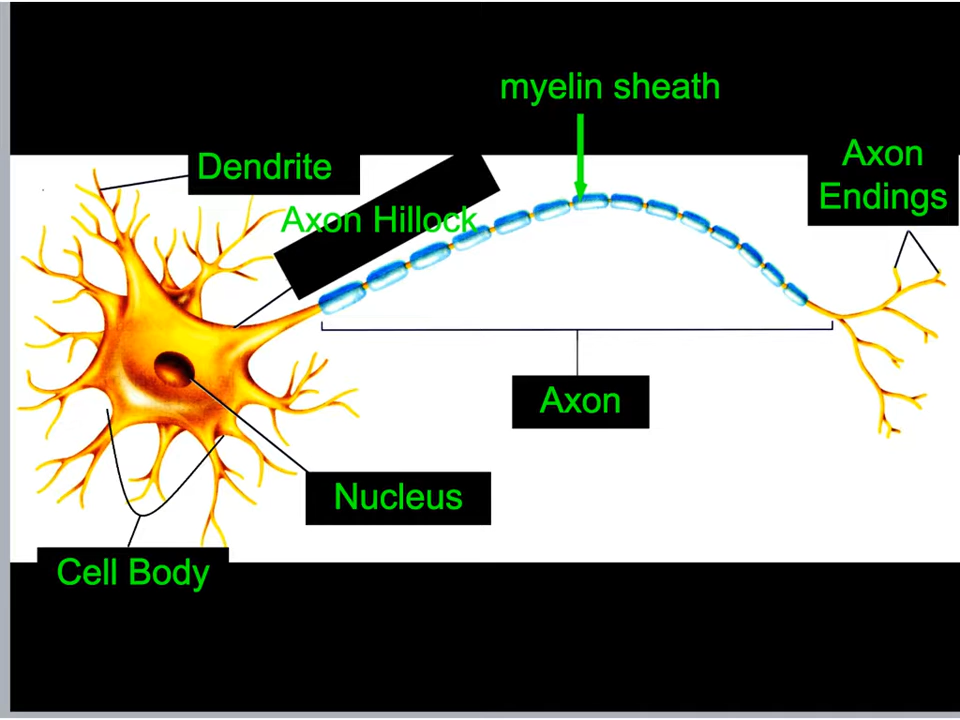 myelin sheath
Axon
Endings
Dendrite
Axon Hillock
Axon
Nucleus
Cell Body